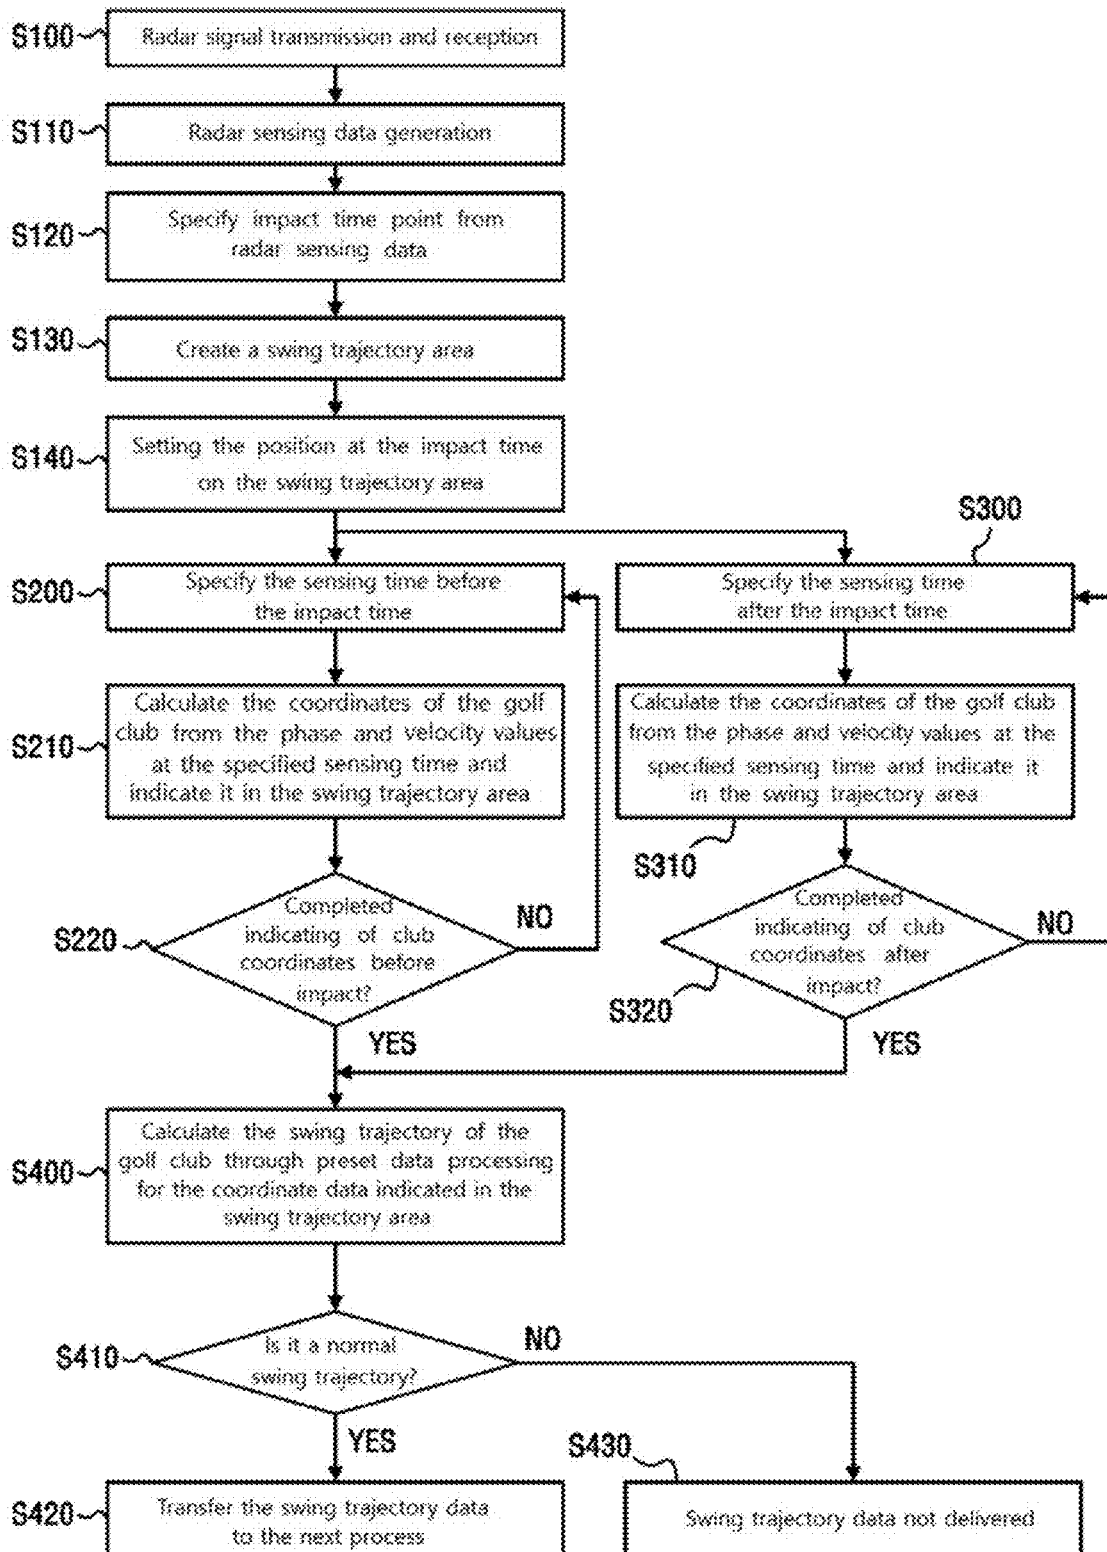 S100
Radar signal transmission and reception
S110
Radar sensing data generation
S120
Specify impact time point from
radar sensing data
S130
Create a swing trajectory area
S140
Setting the position at the impact time
on the swing trajectory area
S200
Specify the sensing time before
the impact time
S300
Specify the sensing time
after the impact time
S210
Calculate the coordinates of the golf
club from the phase and velocity values
at the specified sensing time and
indicate it in the swing trajectory area
Calculate the coordinates of the golf club
from the phase and velocity values at the
specified sensing time and indicate it
in the swing trajectory area
S310
S220
Completed
indicating of club
coordinates before
impact?
NO
YES
Completed
indicating of club
coordinates after
impact?
NO
S320
YES
S400
Calculate the swing trajectory of the
golf club through preset data processing
for the coordinate data indicated in the
swing trajectory area
S410
Is it a normal
swing trajectory?
NO
YES
S420
Transfer the swing trajectory data
to the next process
S430
Swing trajectory data not delivered